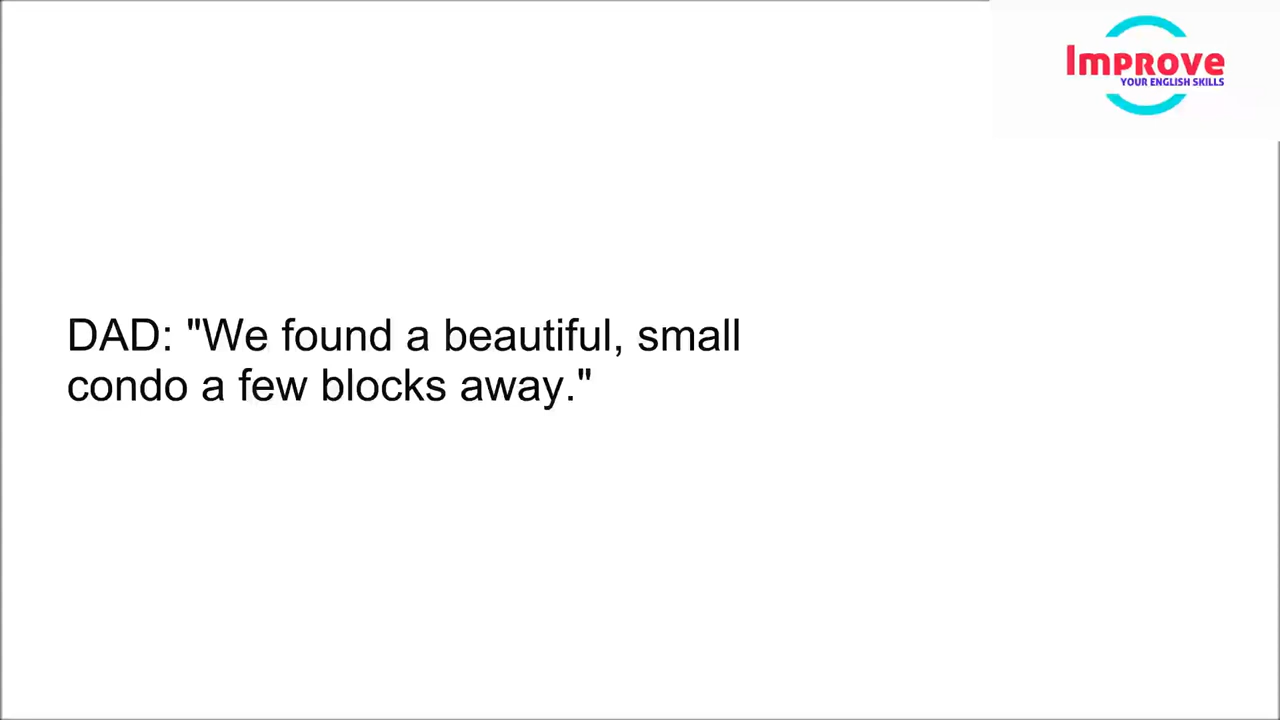 Improve
YOUR ENGLISH SKILLS
DAD: "We found a beautiful, small
condo a few blocks away."